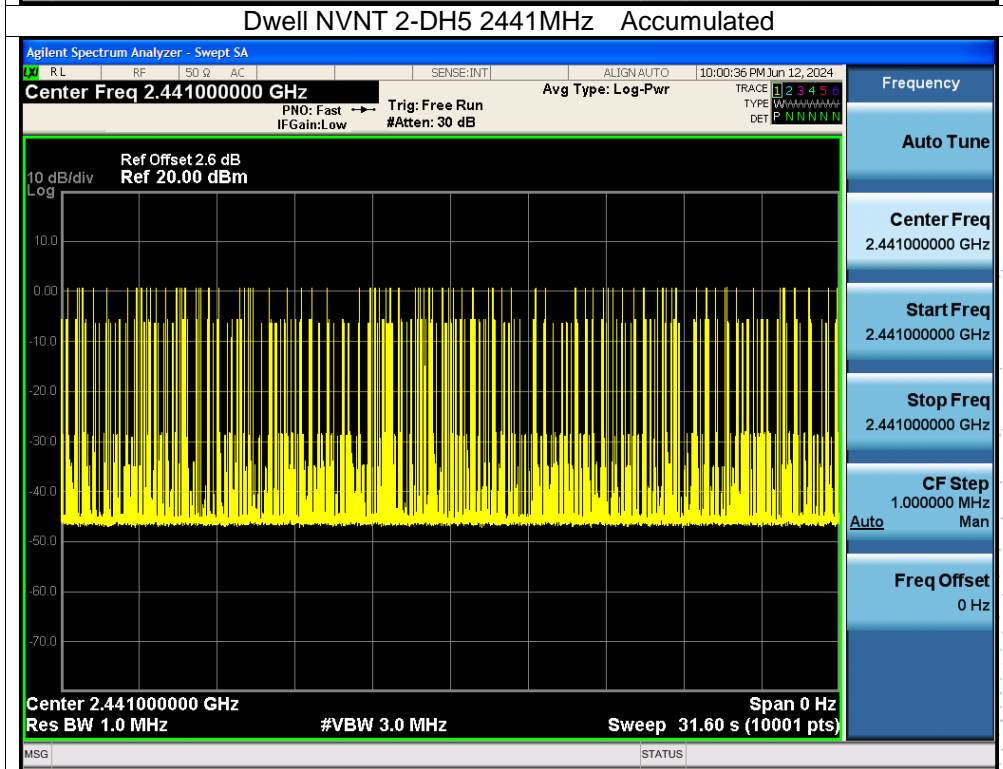 Dwell NVNT 2-DH5 2441MHz Accumulated
Agilent Spectrum Analyzer - Swept SA
LXI RL RF 50 Ω AC SENSE:INT ALIGN AUTO 10:00:36 PM Jun 12, 2024
Center Freq 2.441000000 GHz
PNO: Fast
IFGain:Low
Trig: Free Run
#Atten: 30 dB
Avg Type: Log-Pwr
TRACE 1 2 3 4 5 6
TYPE WWWWWW
DET P N N N N N
Frequency
Auto Tune
Center Freq
2.441000000 GHz
Start Freq
2.441000000 GHz
Stop Freq
2.441000000 GHz
CF Step
1.000000 MHz
Auto Man
Freq Offset
0 Hz
Ref Offset 2.6 dB
10 dB/div Ref 20.00 dBm
Log
10.0
0.00
-10.0
-20.0
-30.0
-40.0
-50.0
-60.0
-70.0
Center 2.441000000 GHz Span 0 Hz
Res BW 1.0 MHz #VBW 3.0 MHz Sweep 31.60 s (10001 pts)
MSG STATUS